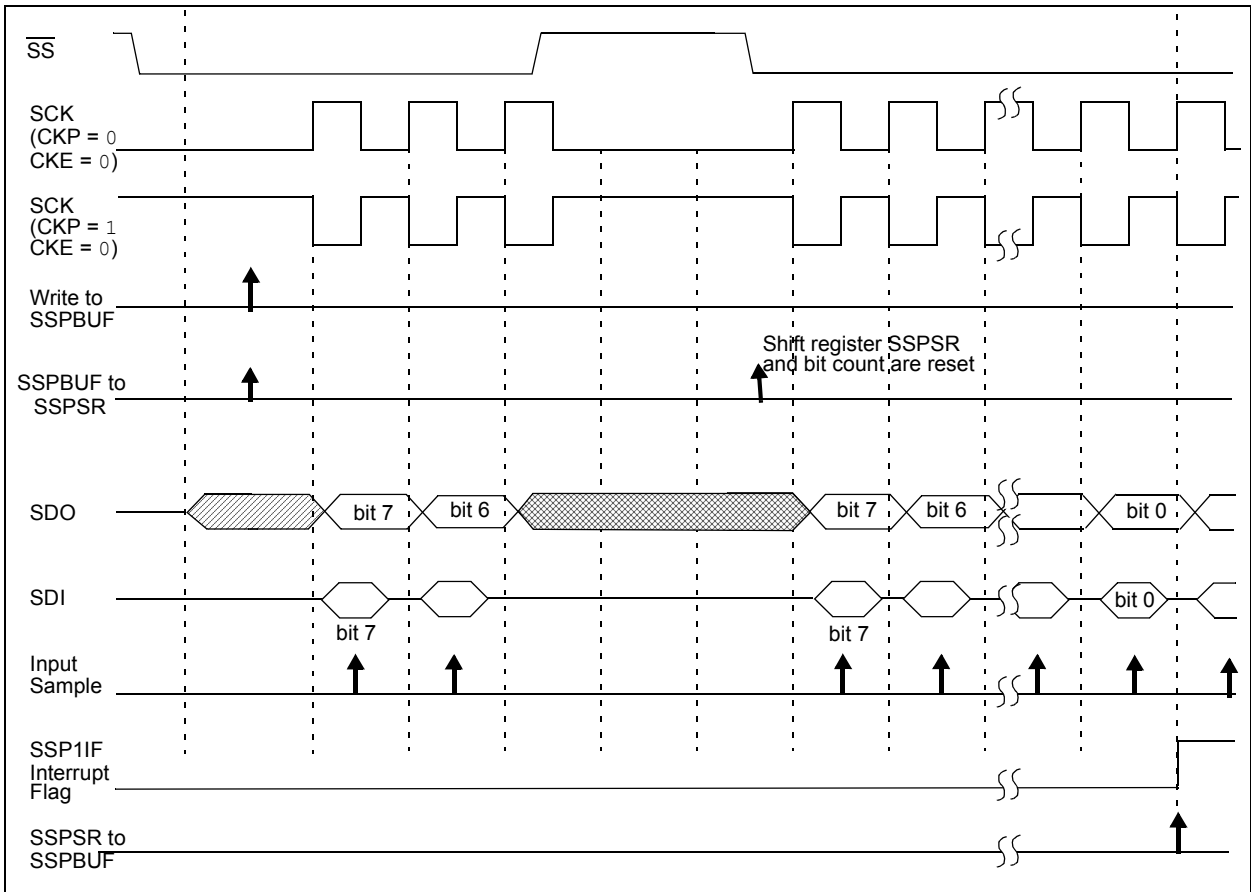 SS
SCK
(CKP = 0
CKE = 0)
SCK
(CKP = 1
CKE = 0)
Write to
SSPBUF
Shift register SSPSR
and bit count are reset
SSPBUF to
SSPSR
SDO
bit 7
bit 6
bit 7
bit 6
bit 0
SDI
bit 0
bit 7
bit 7
Input
Sample
SSP1IF
Interrupt
Flag
SSPSR to
SSPBUF